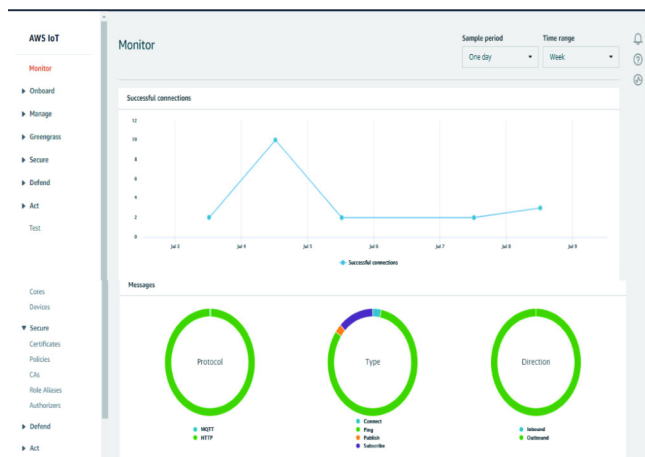 AWS IoT
Monitor
Onboard
Manage
Greengrass
Secure
Defend
Act
Test
Cores
Devices
Secure
Certificates
Policies
CAs
Role Aliases
Authorizers
Defend
Act
Monitor
Sample period
Time range
One day
Week
Successful connections
12
10
8
6
4
2
0
Jul 3
Jul 4
Jul 5
Jul 6
Jul 7
Jul 8
Jul 9
Successful connections
Messages
Protocol
MQTT
HTTP
Type
Connect
Ping
Publish
Subscribe
Direction
Inbound
Outbound